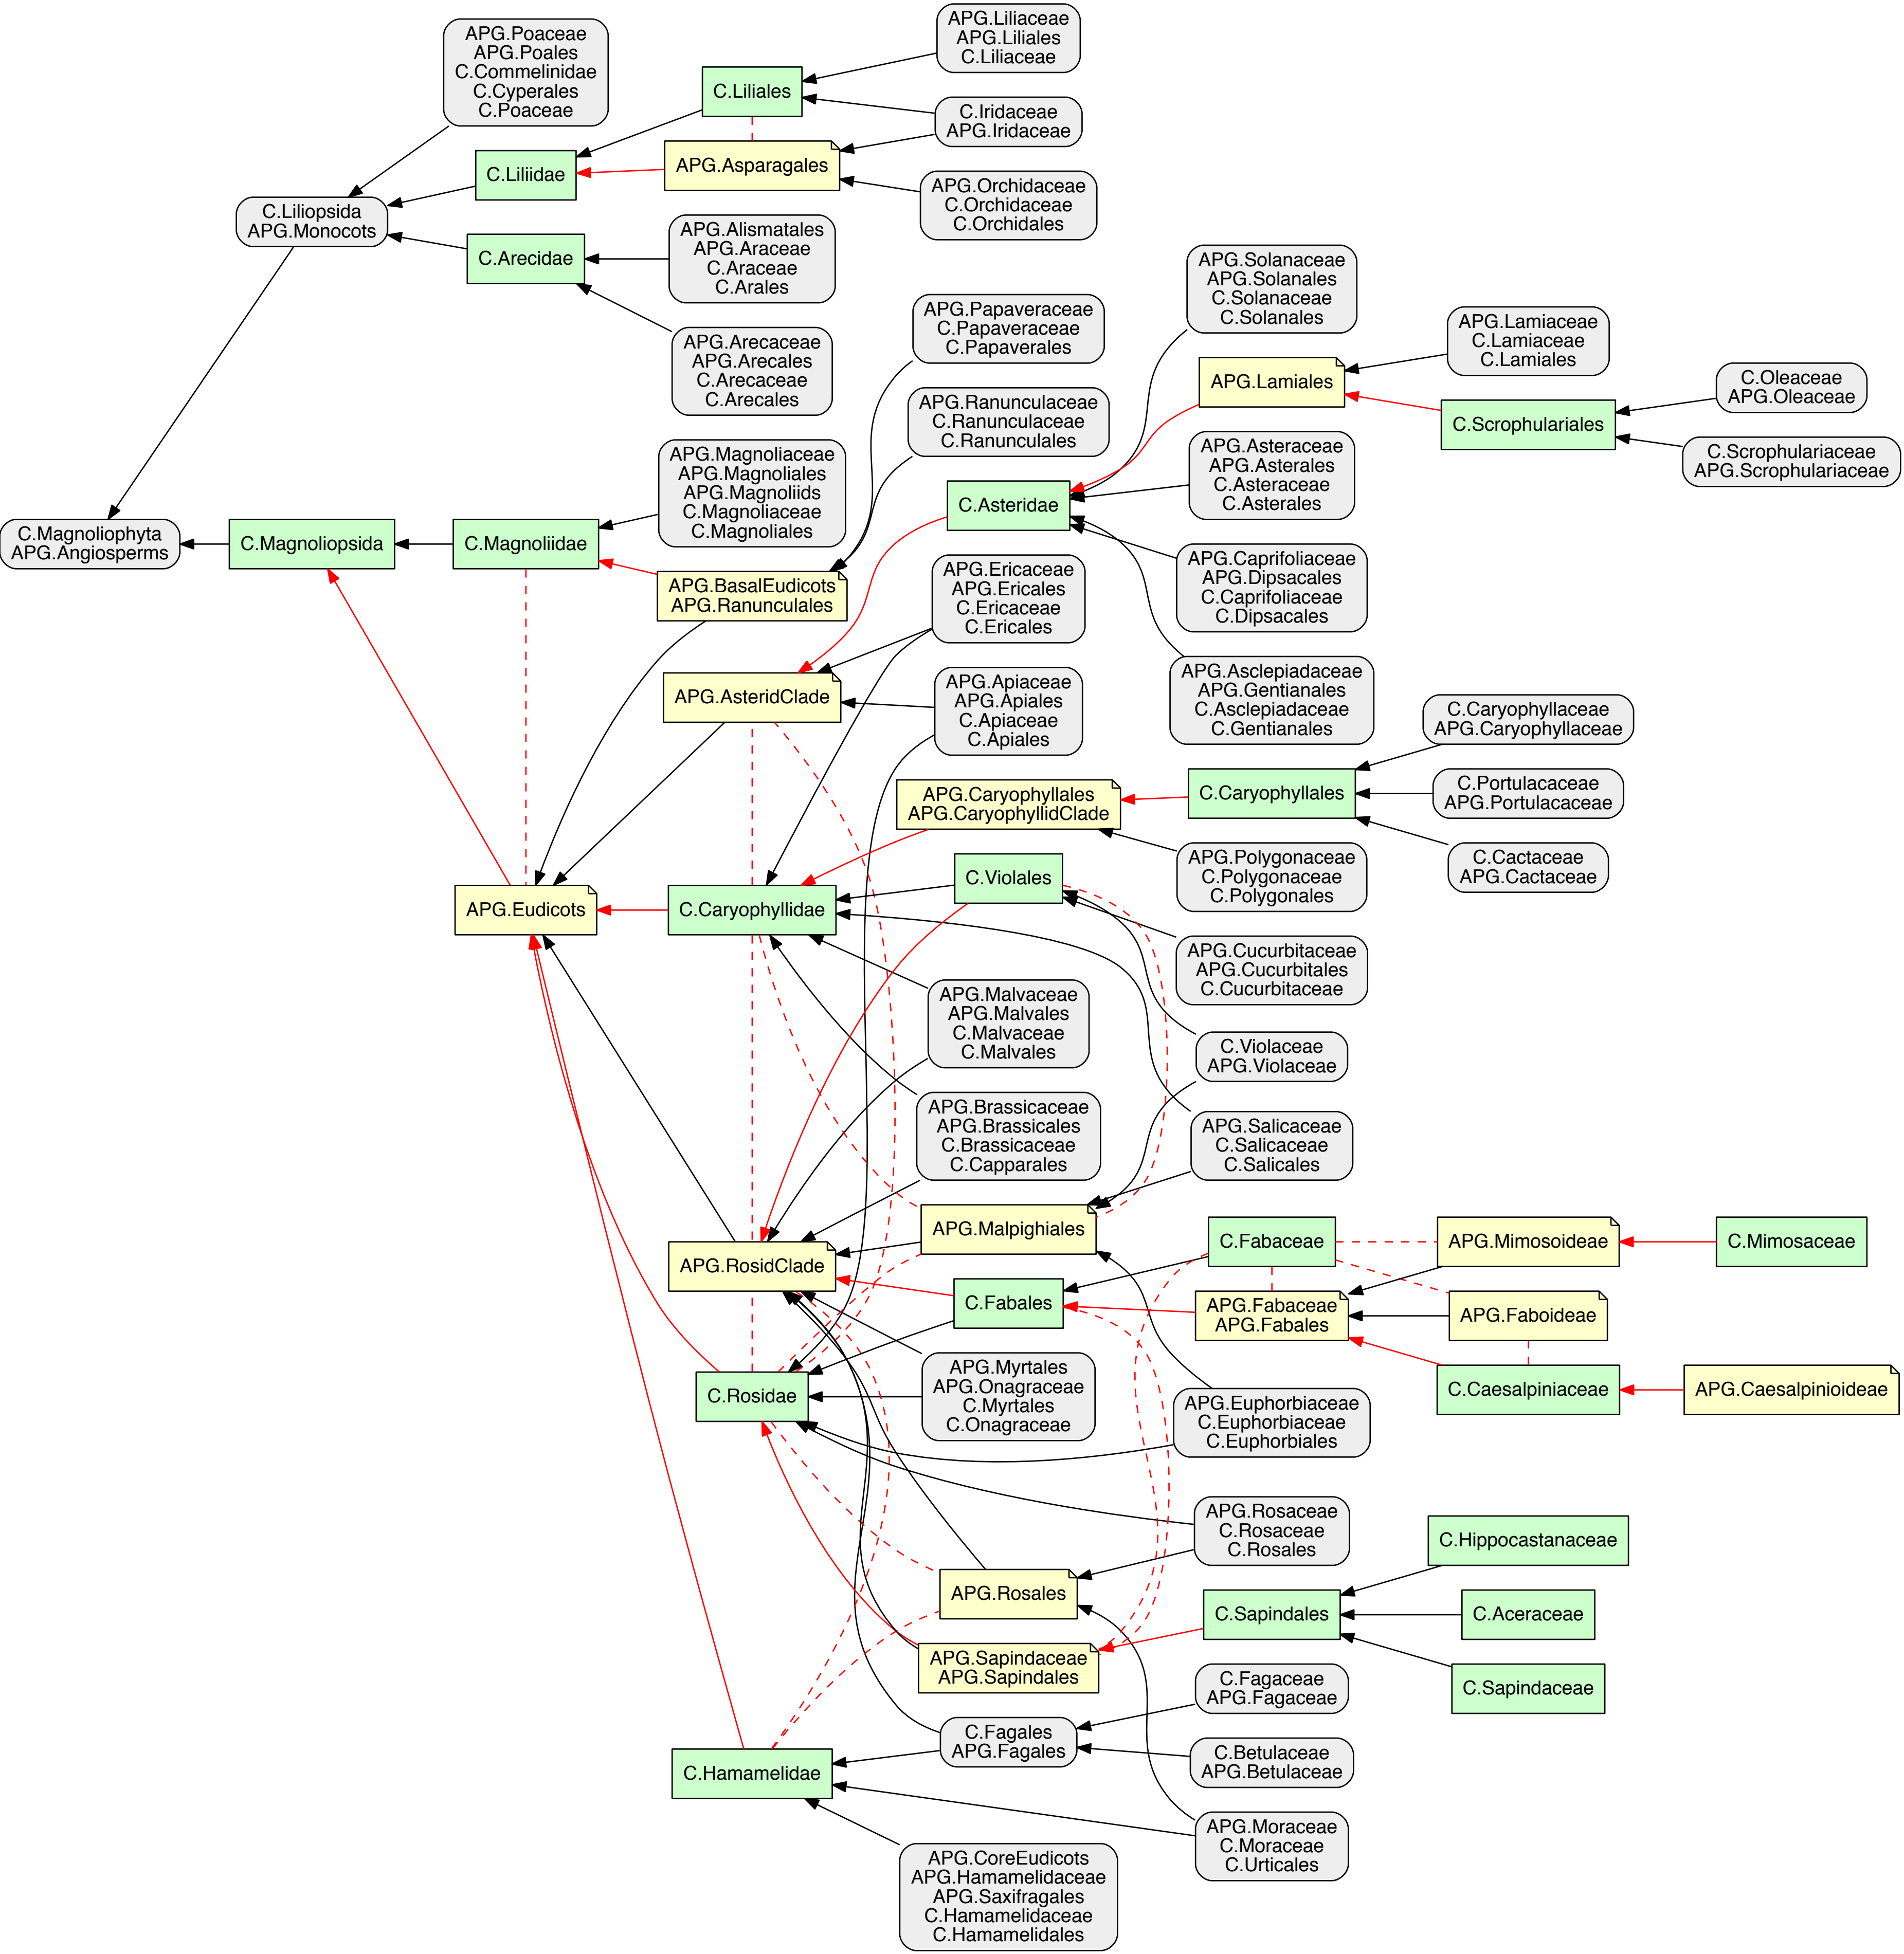 APG.Poaceae
APG.Poales
C.Commelinidae
C.Cyperales
C.Poaceae
C.Liliales
APG.Liliaceae
APG.Liliales
C.Liliaceae
C.Iridaceae
APG.Iridaceae
C.Liliidae
APG.Asparagales
APG.Orchidaceae
C.Orchidaceae
C.Orchidales
C.Liliopsida
APG.Monocots
C.Arecidae
APG.Alismatales
APG.Araceae
C.Araceae
C.Arales
APG.Arecaceae
APG.Arecales
C.Arecaceae
C.Arecales
APG.Papaveraceae
C.Papaveraceae
C.Papaverales
APG.Solanaceae
APG.Solanales
C.Solanaceae
C.Solanales
APG.Lamiaceae
C.Lamiaceae
C.Lamiales
APG.Lamiales
C.Oleaceae
APG.Oleaceae
C.Scrophulariales
C.Scrophulariaceae
APG.Scrophulariaceae
APG.Ranunculaceae
C.Ranunculaceae
C.Ranunculales
APG.Asteraceae
APG.Asterales
C.Asteraceae
C.Asterales
APG.Magnoliaceae
APG.Magnoliales
APG.Magnoliids
C.Magnoliaceae
C.Magnoliales
C.Asteridae
C.Magnoliophyta
APG.Angiosperms
C.Magnoliopsida
C.Magnoliidae
APG.BasalEudicots
APG.Ranunculales
APG.Ericaceae
APG.Ericales
C.Ericaceae
C.Ericales
APG.Caprifoliaceae
APG.Dipsacales
C.Caprifoliaceae
C.Dipsacales
APG.AsteridClade
APG.Apiaceae
APG.Apiales
C.Apiaceae
C.Apiales
APG.Asclepiadaceae
APG.Gentianales
C.Asclepiadaceae
C.Gentianales
C.Caryophyllaceae
APG.Caryophyllaceae
APG.Caryophyllales
APG.CaryophyllidClade
C.Caryophyllales
C.Portulacaceae
APG.Portulacaceae
APG.Polygonaceae
C.Polygonaceae
C.Polygonales
C.Cactaceae
APG.Cactaceae
APG.Eudicots
C.Caryophyllidae
C.Violales
APG.Cucurbitaceae
APG.Cucurbitales
C.Cucurbitaceae
APG.Malvaceae
APG.Malvales
C.Malvaceae
C.Malvales
C.Violaceae
APG.Violaceae
APG.Brassicaceae
APG.Brassicales
C.Brassicaceae
C.Capparales
APG.Salicaceae
C.Salicaceae
C.Salicales
APG.Malpighiales
APG.RosidClade
C.Fabaceae
APG.Mimosoideae
C.Mimosaceae
C.Fabales
APG.Fabaceae
APG.Fabales
APG.Faboideae
C.Rosidae
APG.Myrtales
APG.Onagraceae
C.Myrtales
C.Onagraceae
C.Caesalpiniaceae
APG.Caesalpinioideae
APG.Euphorbiaceae
C.Euphorbiaceae
C.Euphorbiales
APG.Rosaceae
C.Rosaceae
C.Rosales
C.Hippocastanaceae
APG.Rosales
C.Sapindales
C.Aceraceae
APG.Sapindaceae
APG.Sapindales
C.Sapindaceae
C.Fagaceae
APG.Fagaceae
C.Fagales
APG.Fagales
C.Betulaceae
APG.Betulaceae
C.Hamamelidae
APG.Moraceae
C.Moraceae
C.Urticales
APG.CoreEudicots
APG.Hamamelidaceae
APG.Saxifragales
C.Hamamelidaceae
C.Hamamelidales